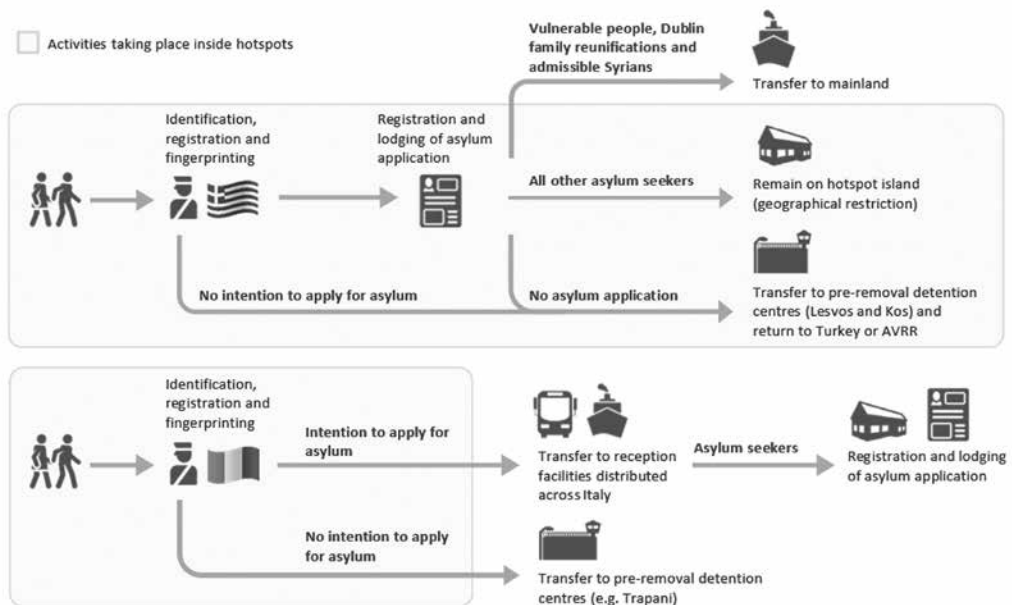 Activities taking place inside hotspots
Vulnerable people, Dublin
family reunifications and
admissible Syrians
Transfer to mainland
Identification,
registration and
fingerprinting
Registration and
lodging of asylum
application
All other asylum seekers
Remain on hotspot island
(geographical restriction)
No intention to apply for asylum
No asylum application
Transfer to pre-removal detention
centres (Lesvos and Kos) and
return to Turkey or AVRR
Identification,
registration and
fingerprinting
Intention to apply for
asylum
Transfer to reception
facilities distributed
across Italy
Asylum seekers
Registration and lodging
of asylum application
No intention to apply
for asylum
Transfer to pre-removal detention
centres (e.g. Trapani)